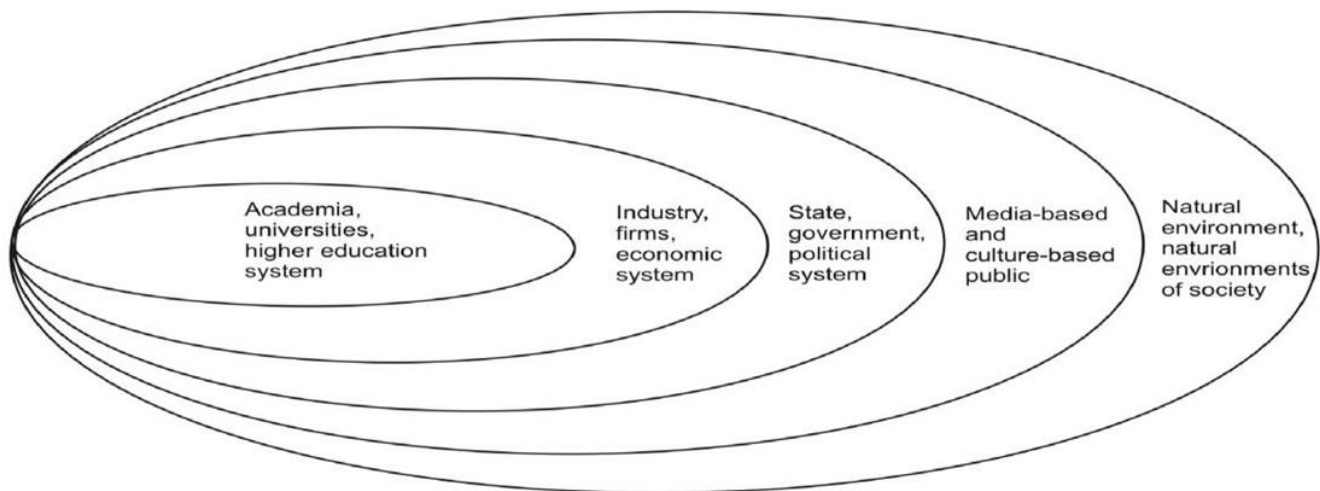 Academia,
universities,
higher education
system
Industry,
firms,
economic
system
State,
government,
political
system
Media-based
and
culture-based
public
Natural
environment,
natural
envrionments
of society